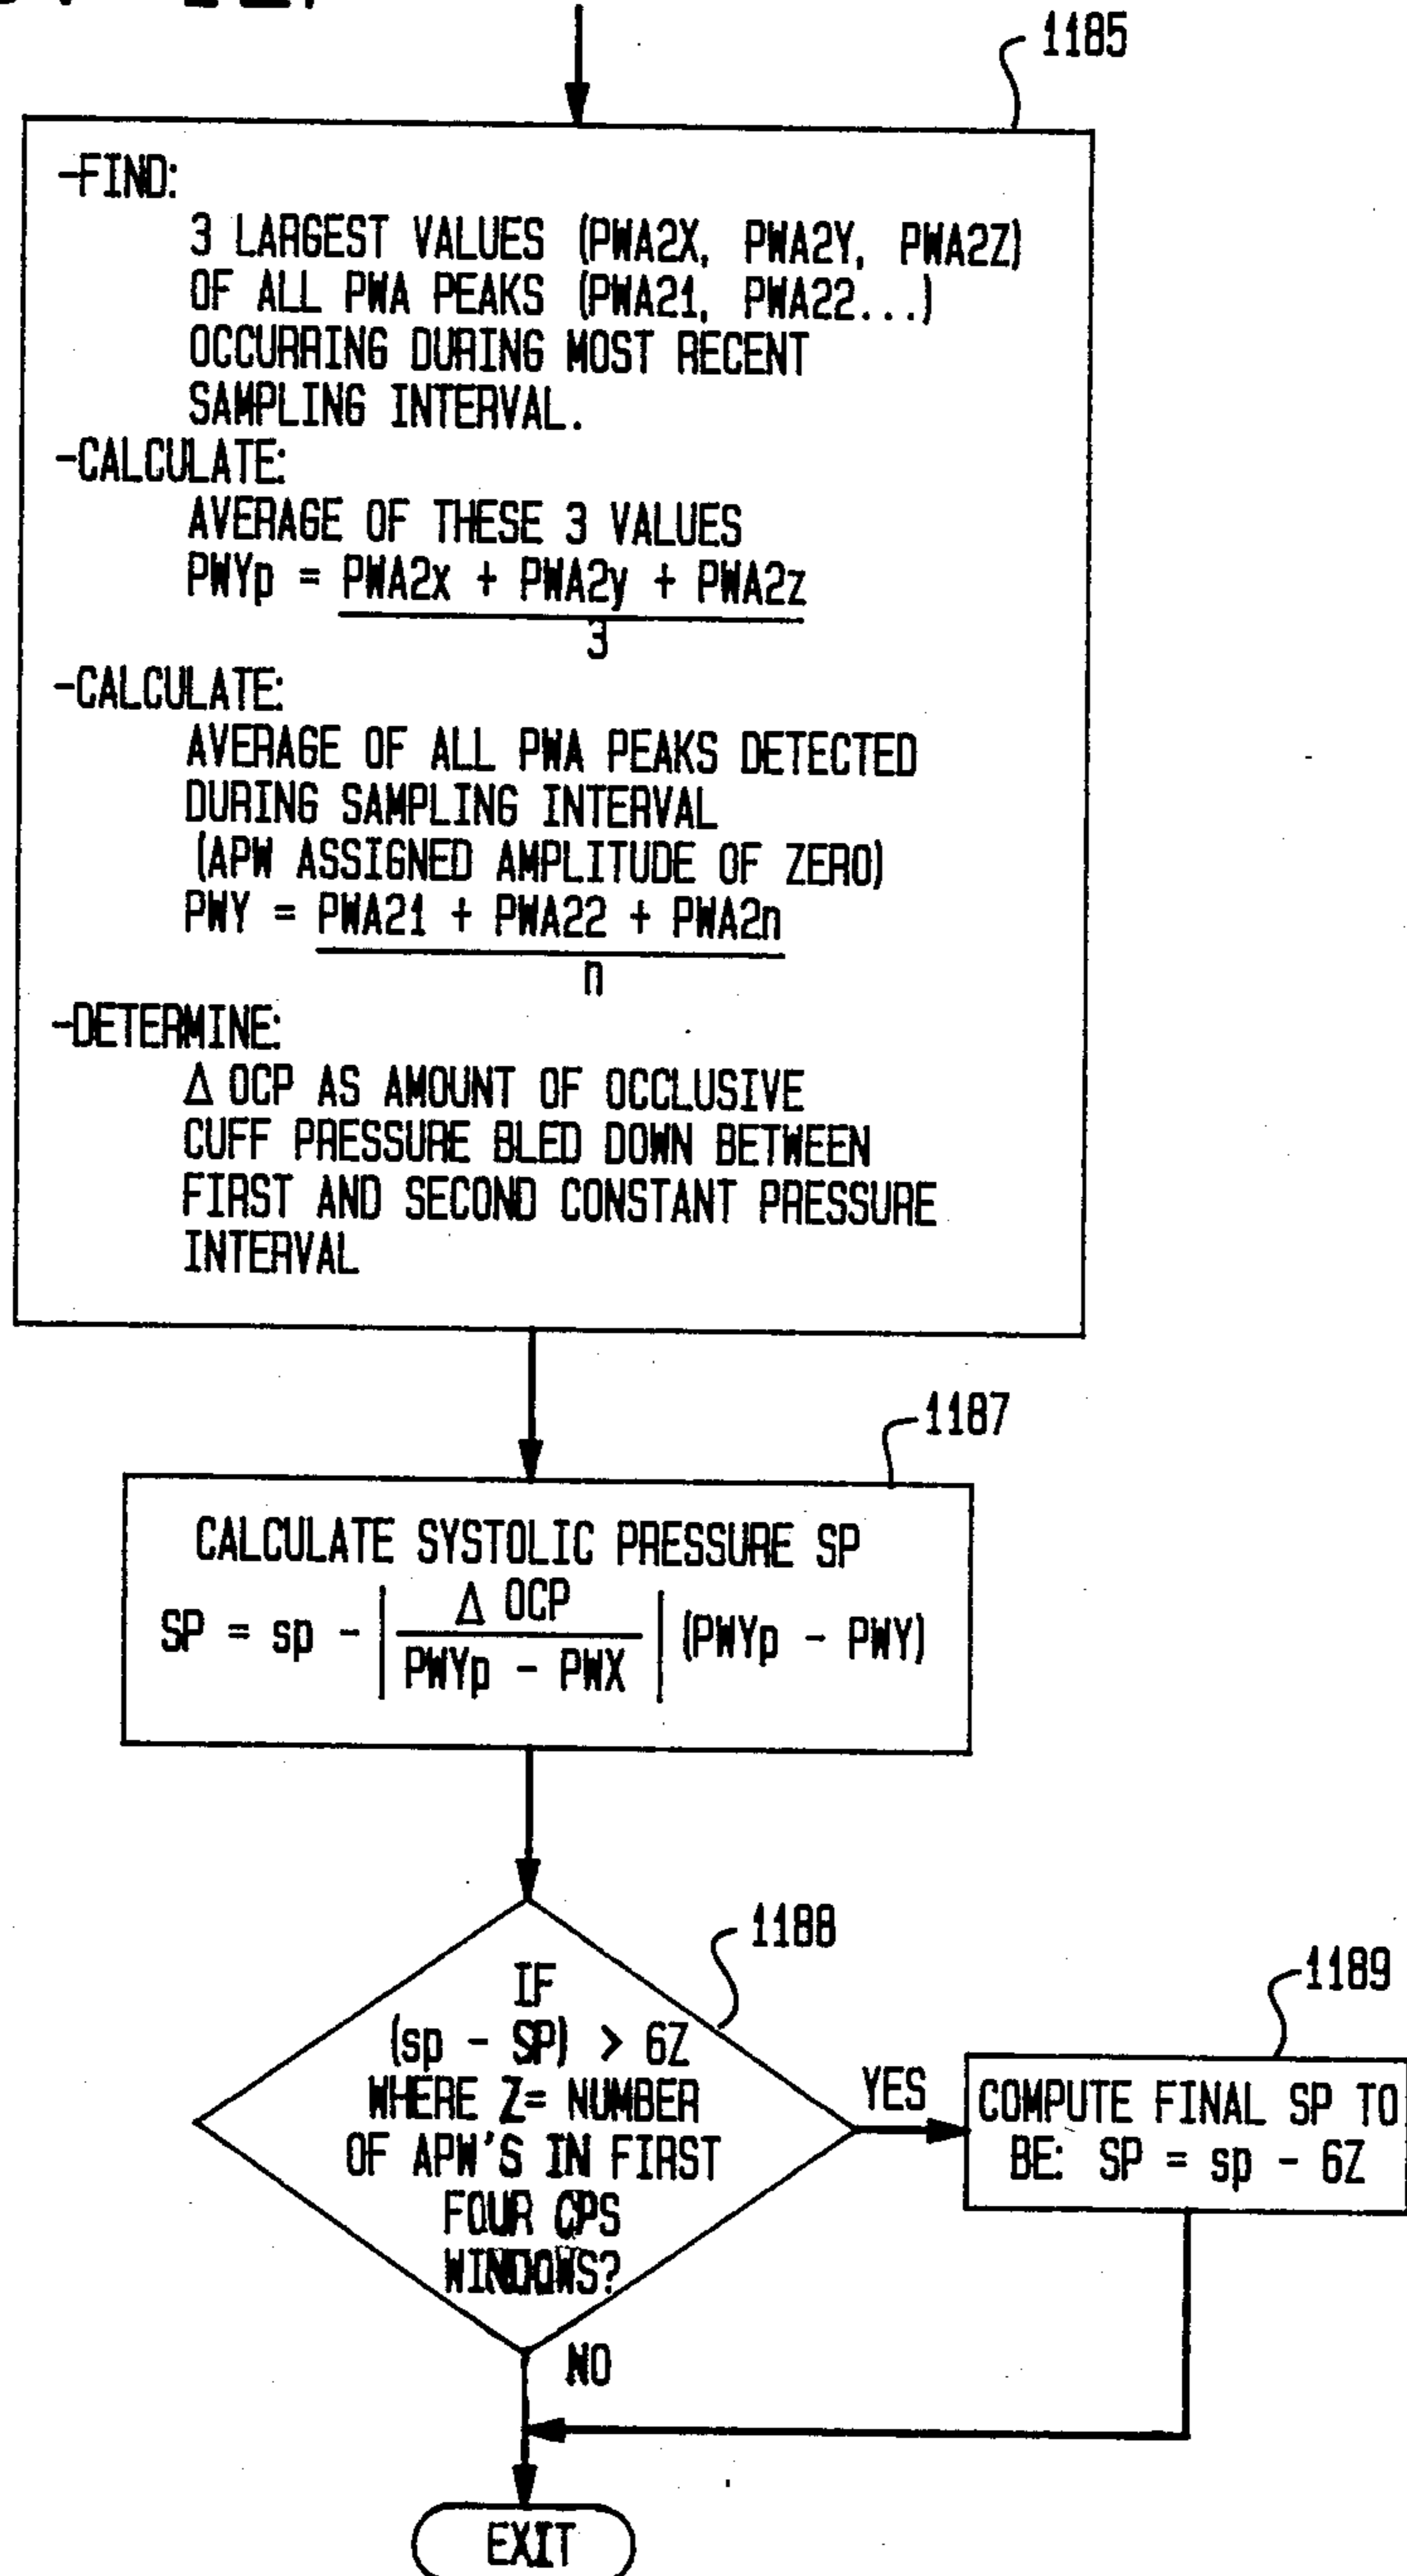 1185
-FIND:
3 LARGEST VALUES (PWA2X, PWA2Y, PWA2Z)
OF ALL PWA PEAKS (PWA21, PWA22...)
OCCURRING DURING MOST RECENT
SAMPLING INTERVAL.
-CALCULATE:
AVERAGE OF THESE 3 VALUES
PWYp = PWA2x + PWA2y + PWA2z
3
-CALCULATE:
AVERAGE OF ALL PWA PEAKS DETECTED
DURING SAMPLING INTERVAL
(APW ASSIGNED AMPLITUDE OF ZERO)
PWY = PWA21 + PWA22 + PWA2n
n
-DETERMINE:
Δ OCP AS AMOUNT OF OCCLUSIVE
CUFF PRESSURE BLED DOWN BETWEEN
FIRST AND SECOND CONSTANT PRESSURE
INTERVAL
1187
CALCULATE SYSTOLIC PRESSURE SP
Δ OCP
SP = sp - | | (PWYp - PWY)
PWYp - PWX
1188
IF
(sp - SP) > 6Z
WHERE Z= NUMBER
OF APW'S IN FIRST
FOUR CPS
WINDOWS?
YES
1189
COMPUTE FINAL SP TO
BE: SP = sp - 6Z
NO
EXIT